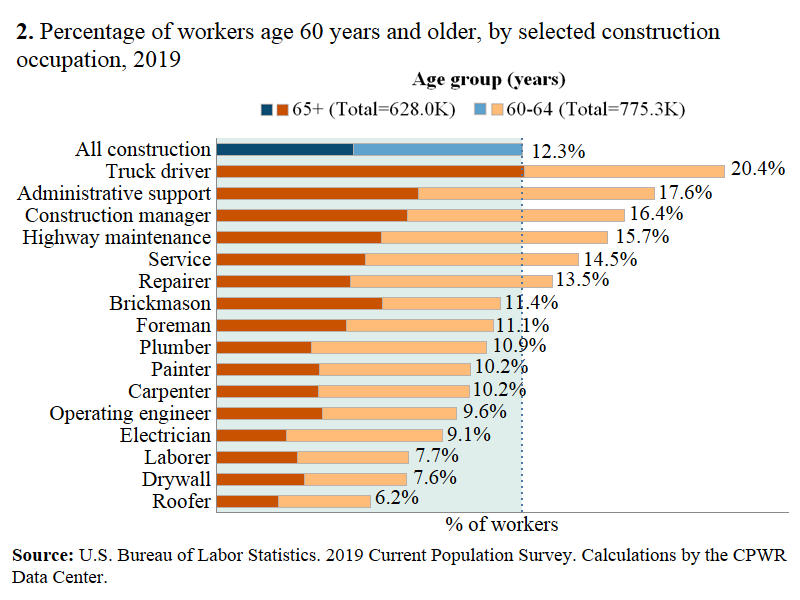 2. Percentage of workers age 60 years and older, by selected construction
occupation, 2019
Age group (years)
65+ (Total=628.0K) 60-64 (Total=775.3K)
All construction 12.3%
Truck driver 20.4%
Administrative support 17.6%
Construction manager 16.4%
Highway maintenance 15.7%
Service 14.5%
Repairer 13.5%
Brickmason 11.4%
Foreman 11.1%
Plumber 10.9%
Painter 10.2%
Carpenter 10.2%
Operating engineer 9.6%
Electrician 9.1%
Laborer 7.7%
Drywall 7.6%
Roofer 6.2%
% of workers
Source: U.S. Bureau of Labor Statistics. 2019 Current Population Survey. Calculations by the CPWR
Data Center.